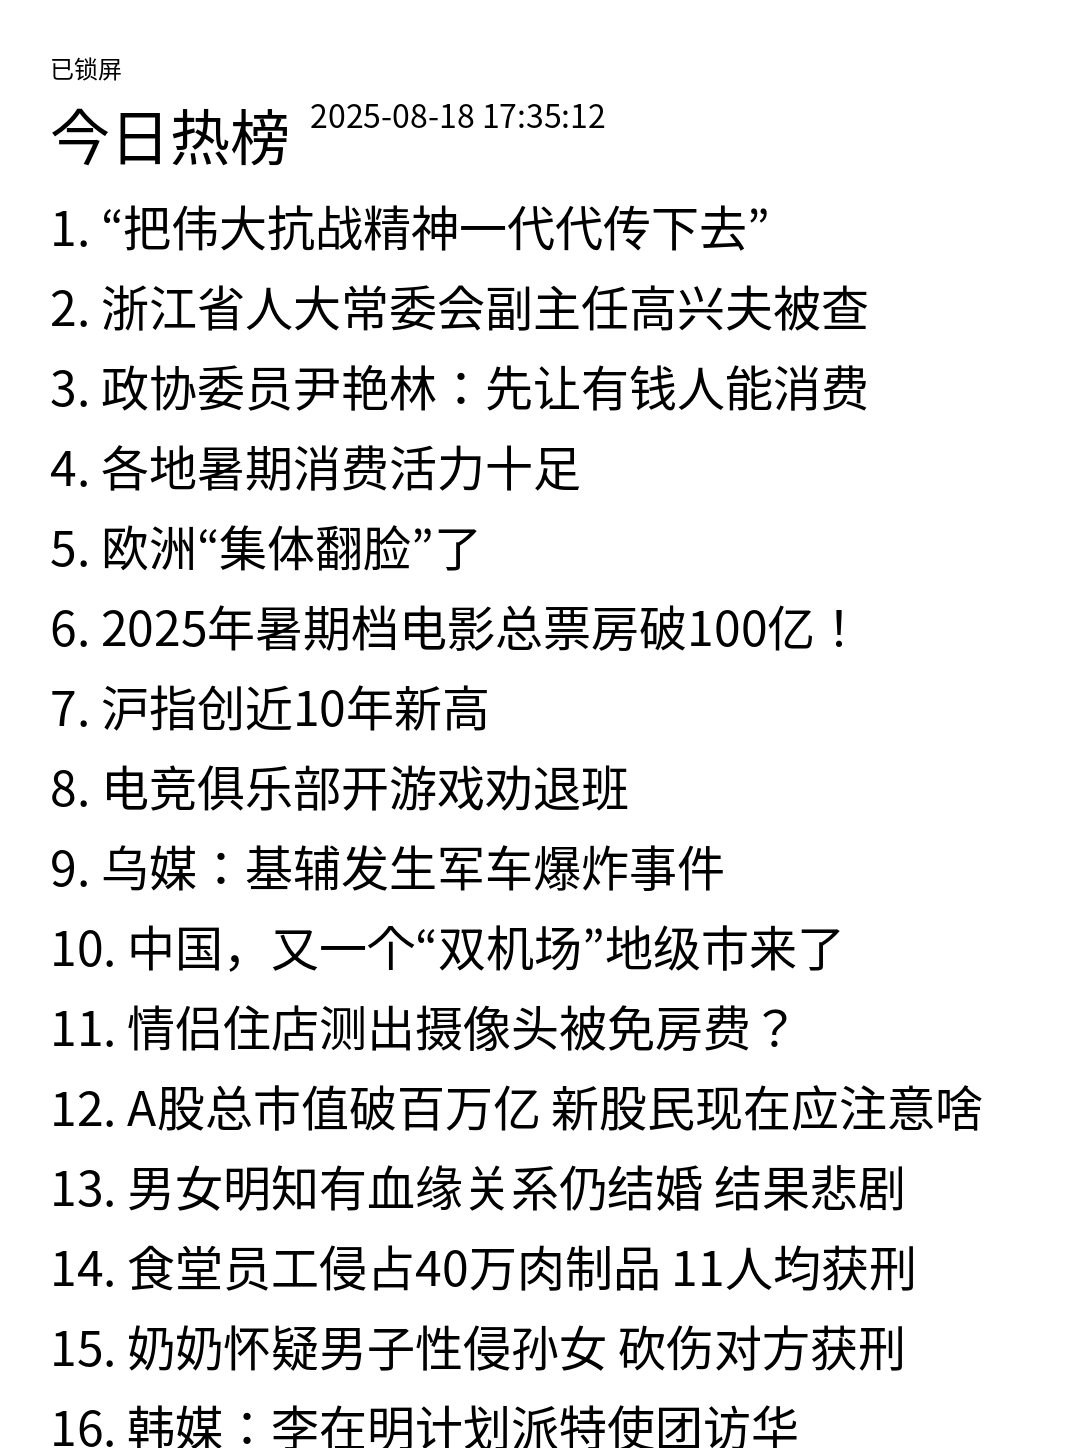 已锁屏
今日热榜 2025-08-18 17:35:12
1. “把伟大抗战精神一代代传下去”
2. 浙江省人大常委会副主任高兴夫被查
3. 政协委员尹艳林：先让有钱人能消费
4. 各地暑期消费活力十足
5. 欧洲“集体翻脸”了
6. 2025年暑期档电影总票房破100亿！
7. 沪指创近10年新高
8. 电竞俱乐部开游戏劝退班
9. 乌媒：基辅发生军车爆炸事件
10. 中国，又一个“双机场”地级市来了
11. 情侣住店测出摄像头被免房费？
12. A股总市值破百万亿 新股民现在应注意啥
13. 男女明知有血缘关系仍结婚 结果悲剧
14. 食堂员工侵占40万肉制品 11人均获刑
15. 奶奶怀疑男子性侵孙女 砍伤对方获刑
16. 韩媒：李在明计划派特使团访华